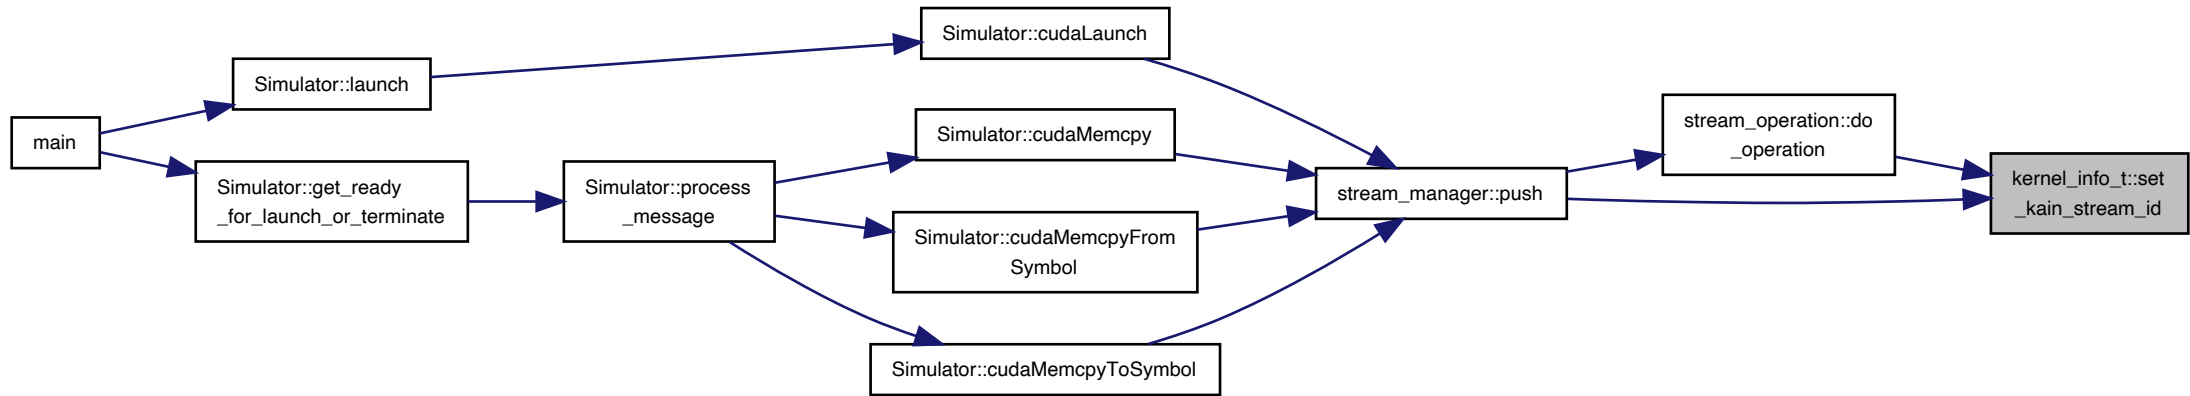 main
Simulator::launch
Simulator::get_ready
_for_launch_or_terminate
Simulator::process
_message
Simulator::cudaLaunch
Simulator::cudaMemcpy
Simulator::cudaMemcpyFrom
Symbol
Simulator::cudaMemcpyToSymbol
stream_manager::push
stream_operation::do
_operation
kernel_info_t::set
_kain_stream_id